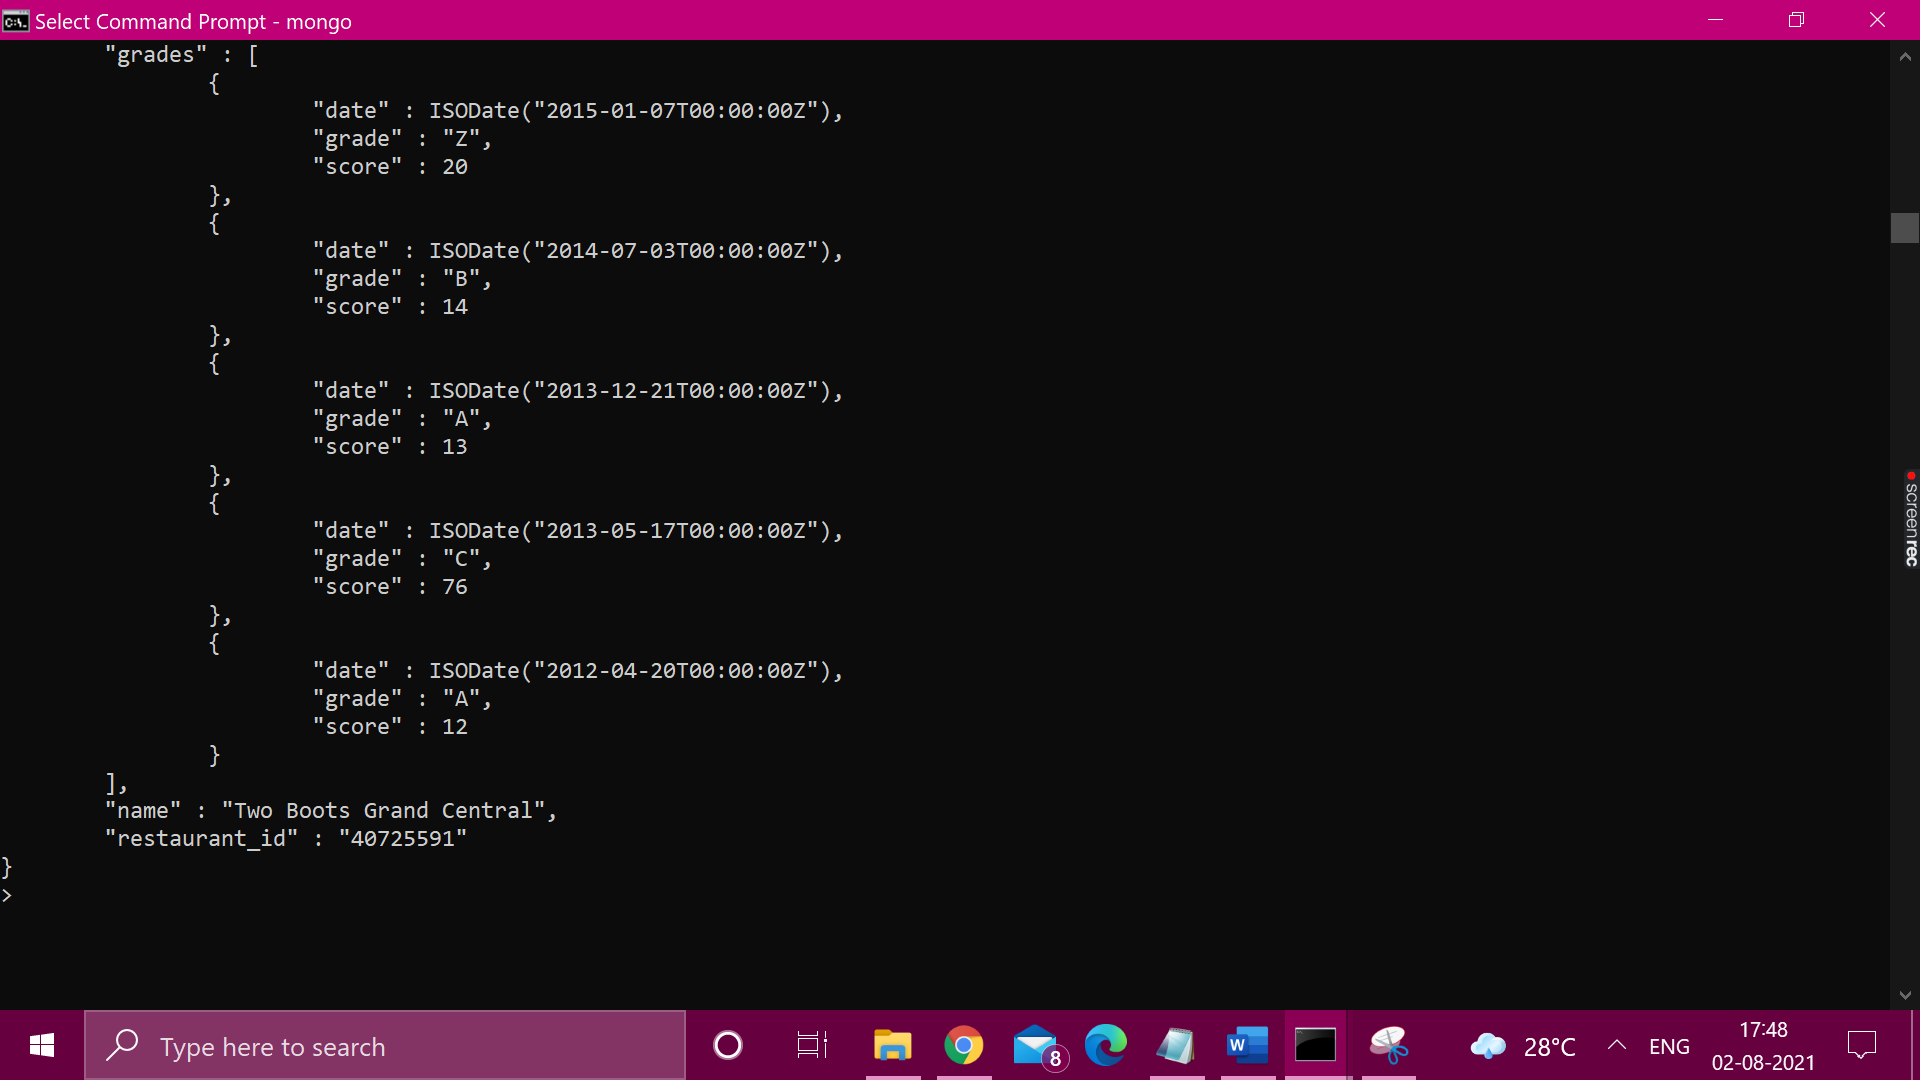 Select Command Prompt - mongo
"grades" : [
{
"date" : ISODate("2015-01-07T00:00:00Z"),
"grade" : "Z",
"score" : 20
},
{
"date" : ISODate("2014-07-03T00:00:00Z"),
"grade" : "B",
"score" : 14
},
{
"date" : ISODate("2013-12-21T00:00:00Z"),
"grade" : "A",
"score" : 13
},
{
"date" : ISODate("2013-05-17T00:00:00Z"),
"grade" : "C",
"score" : 76
},
{
"date" : ISODate("2012-04-20T00:00:00Z"),
"grade" : "A",
"score" : 12
}
],
"name" : "Two Boots Grand Central",
"restaurant_id" : "40725591"
}
>
screenrec
Type here to search
8
W
28°C
ENG
17:48
02-08-2021